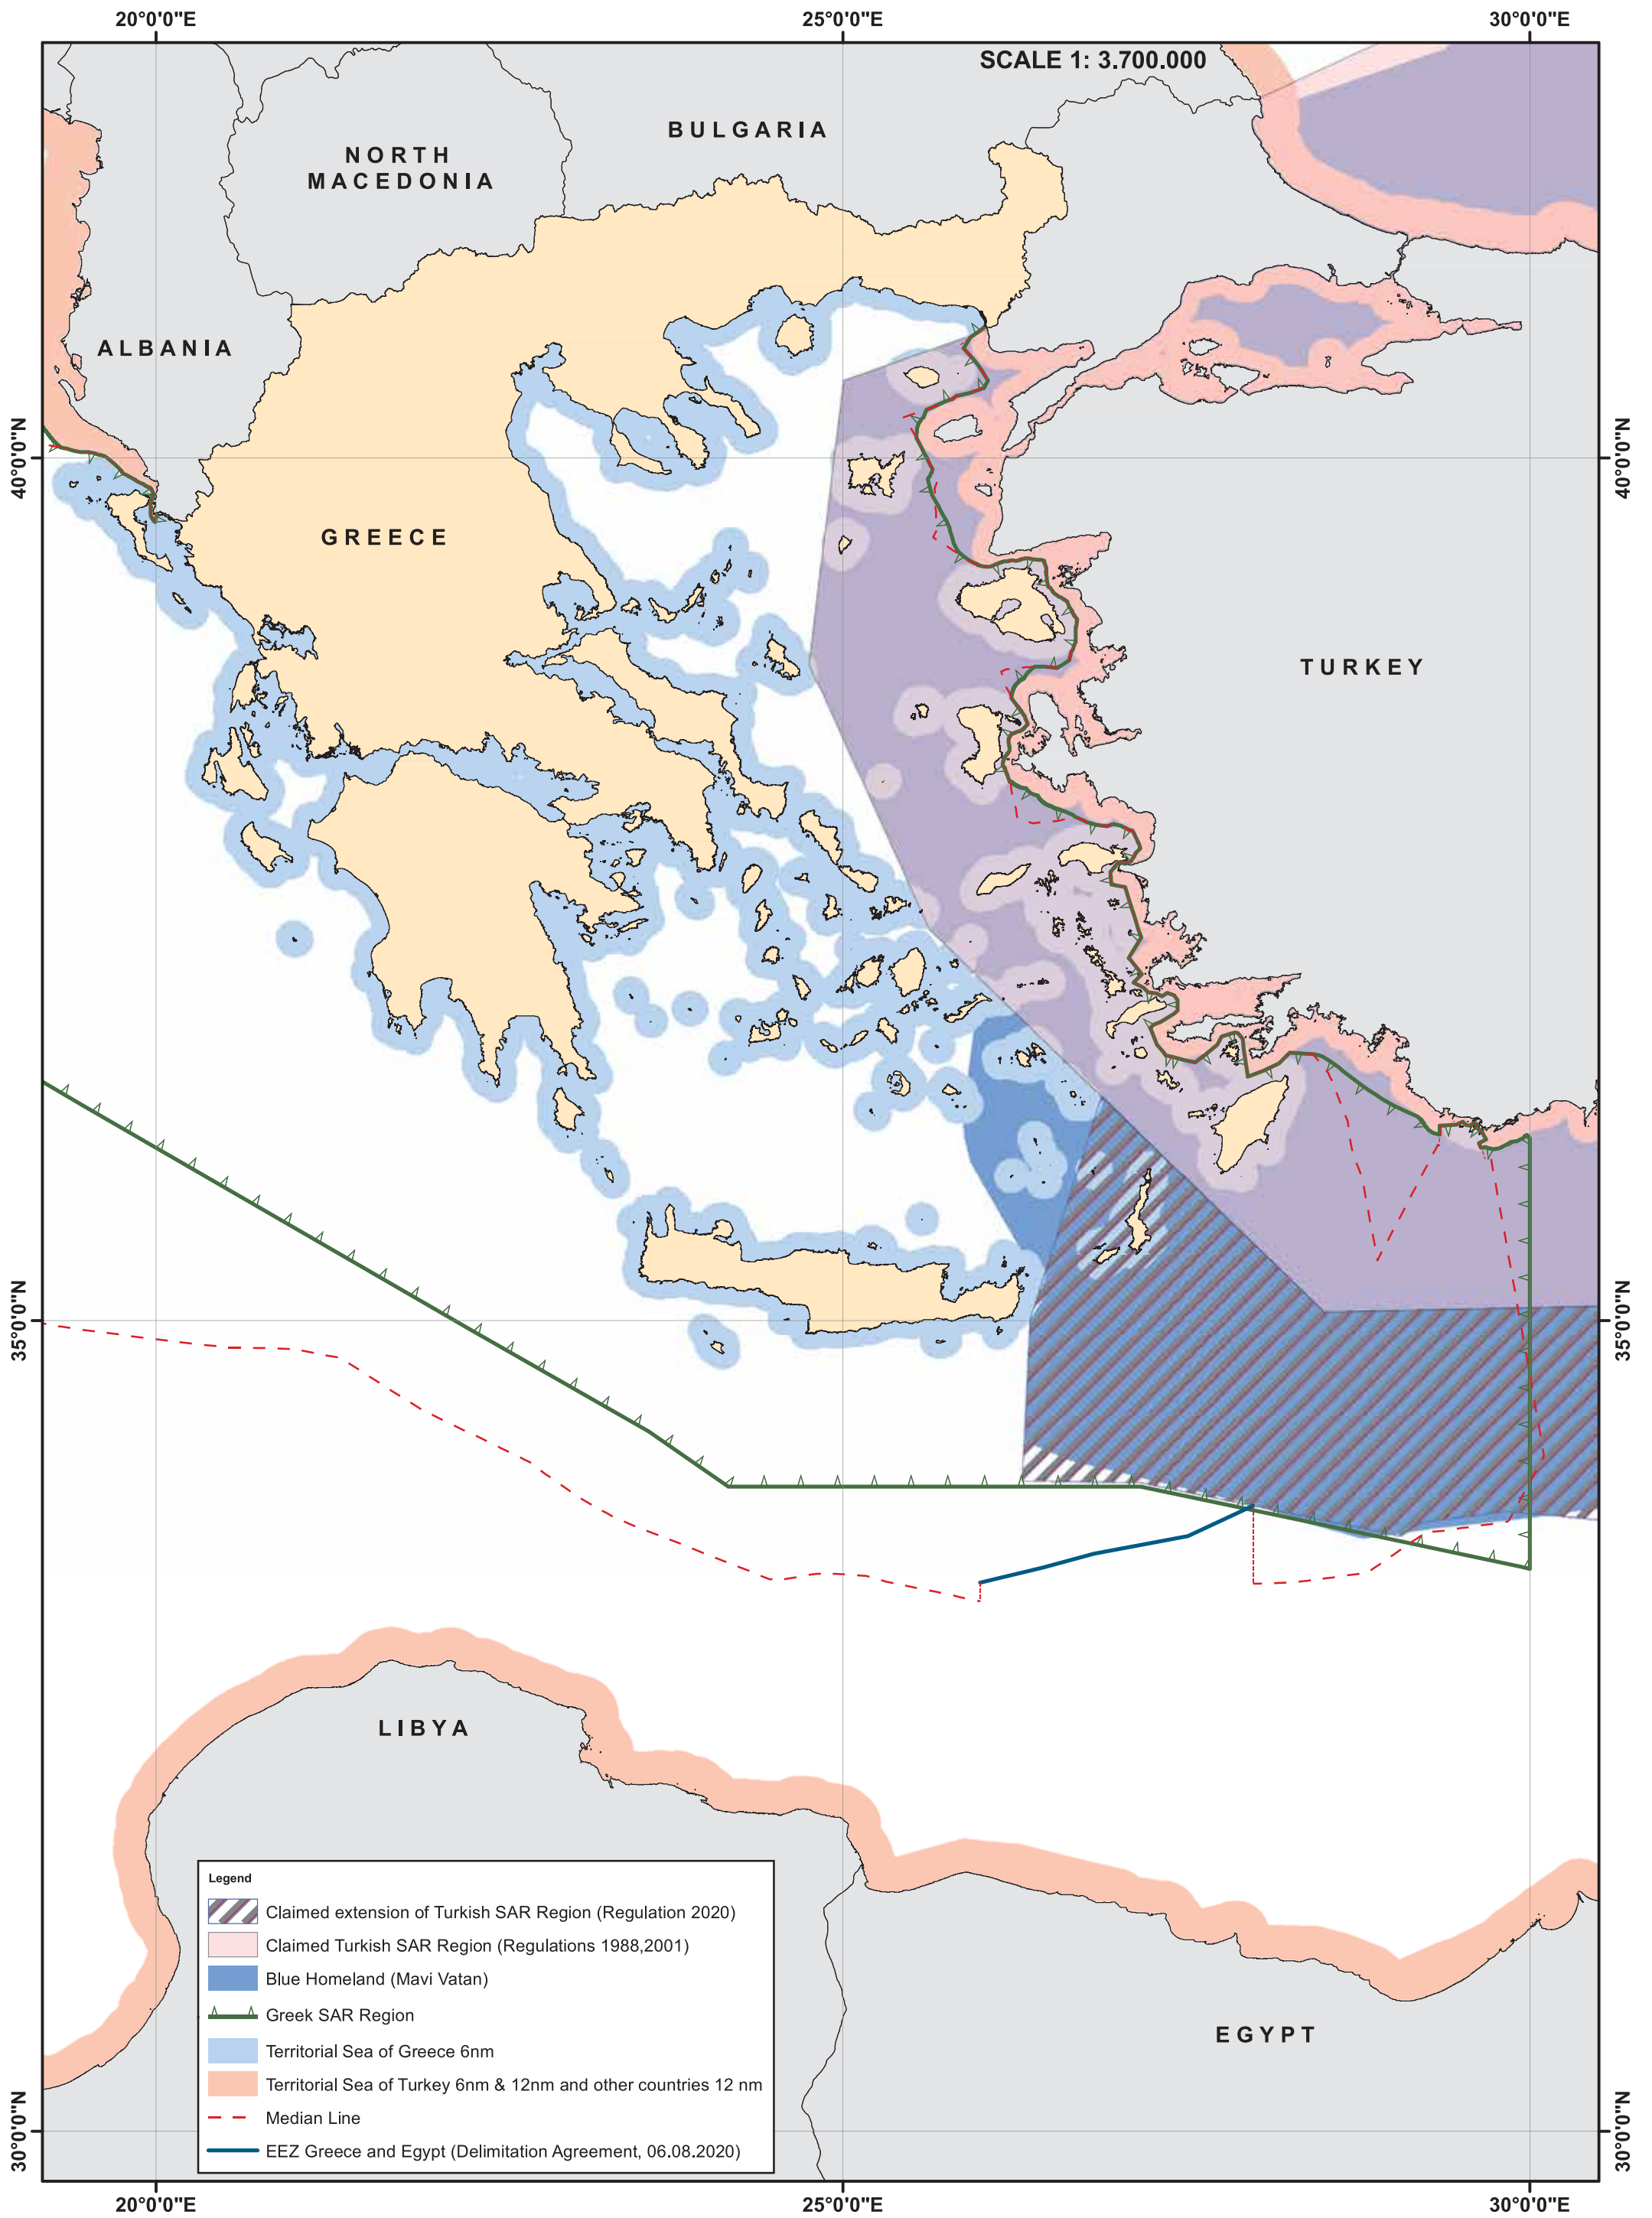 20°0'0"E 25°0'0"E 30°0'0"E
SCALE 1: 3.700.000
BULGARIA
NORTH
MACEDONIA
ALBANIA
40°0'0"N 40°0'0"N
GREECE
TURKEY
35°0'0"N 35°0'0"N
LIBYA
Legend
Claimed extension of Turkish SAR Region (Regulation 2020)
Claimed Turkish SAR Region (Regulations 1988,2001)
Blue Homeland (Mavi Vatan)
Greek SAR Region
Territorial Sea of Greece 6nm
Territorial Sea of Turkey 6nm & 12nm and other countries 12 nm
Median Line
EEZ Greece and Egypt (Delimitation Agreement, 06.08.2020)
EGYPT
30°0'0"N 30°0'0"N
20°0'0"E 25°0'0"E 30°0'0"E